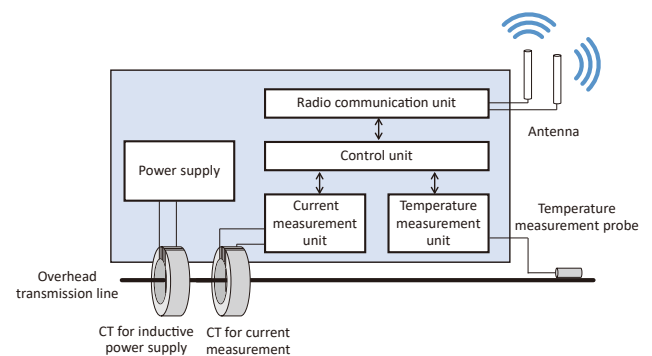 Radio communication unit
Antenna
Control unit
Power supply
Current
measurement
unit
Temperature
measurement
unit
Temperature
measurement probe
Overhead
transmission line
CT for inductive
power supply
CT for current
measurement